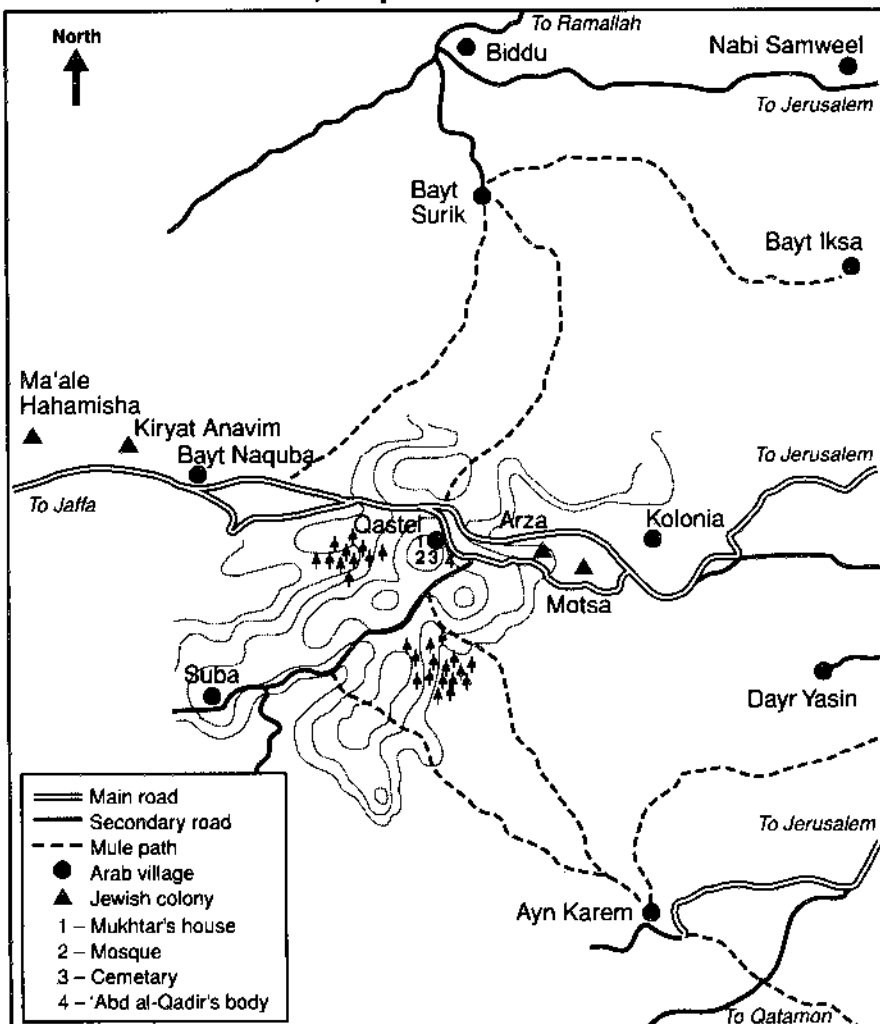 To Ramallah
North
Biddu
Nabi Samweel
To Jerusalem
Bayt
Surik
Bayt Iksa
Ma'ale
Hahamisha
Kiryat Anavim
Bayt Naquba
To Jerusalem
To Jaffa
Qastel
Arza
Kolonia
1
2 3
Motsa
Suba
Dayr Yasin
Main road
Secondary road
Mule path
Arab village
Jewish colony
1 – Mukhtar's house
2 – Mosque
3 – Cemetary
4 – 'Abd al-Qadir's body
To Jerusalem
Ayn Karem
To Qatamon